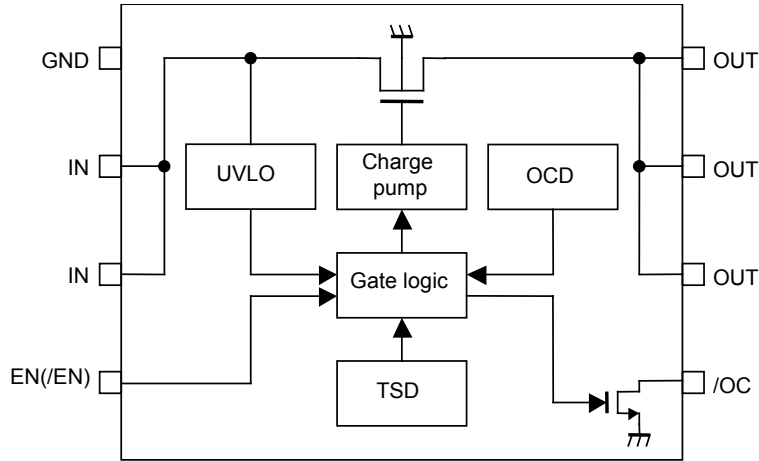 GND
OUT
IN
UVLO
Charge
pump
OCD
OUT
IN
Gate logic
OUT
EN(/EN)
TSD
/OC